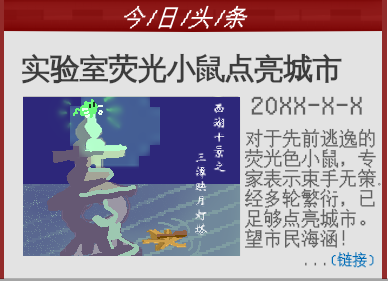 今/日/头/条
实验室荧光小鼠点亮城市
西湖十景之
三潭映月灯塔
20XX-X-X
对于先前逃逸的
荧光色小鼠，专
家表示束手无策.
经多轮繁衍，已
足够点亮城市。
望市民海涵！
...(链接)